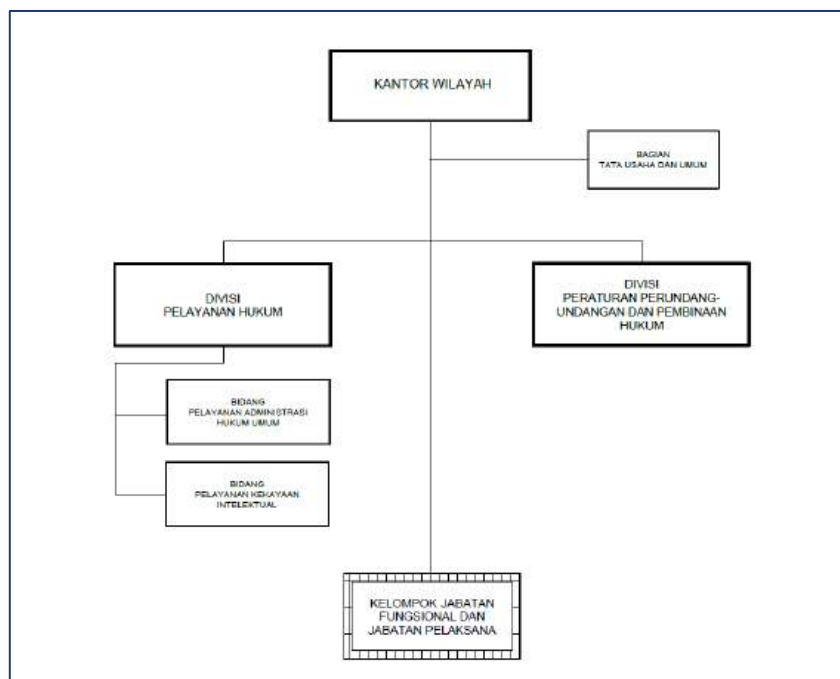 KANTOR WILAYAH
BAGIAN
TATA USAHA DAN UMUM
DIVISI
PELAYANAN HUKUM
DIVISI
PERATURAN PERUNDANG-
UNDANGAN DAN PEMBINAAN
HUKUM
BIDANG
PELAYANAN ADMINISTRASI
HUKUM UMUM
BIDANG
PELAYANAN KEKAYAAN
INTELEKTUAL
KELOMPOK JABATAN
FUNGSIONAL DAN
JABATAN PELAKSANA